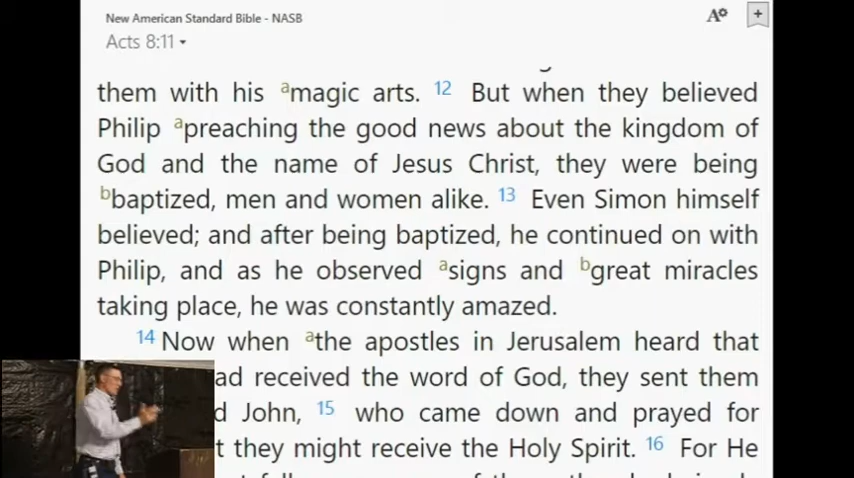 New American Standard Bible - NASB
Acts 8:11
A
+
them with his ᵃmagic arts. 12 But when they believed
Philip ᵃpreaching the good news about the kingdom of
God and the name of Jesus Christ, they were being
ᵇbaptized, men and women alike. 13 Even Simon himself
believed; and after being baptized, he continued on with
Philip, and as he observed ᵃsigns and ᵇgreat miracles
taking place, he was constantly amazed.
14 Now when ᵃthe apostles in Jerusalem heard that
ad received the word of God, they sent them
d John, 15 who came down and prayed for
t they might receive the Holy Spirit. 16 For He